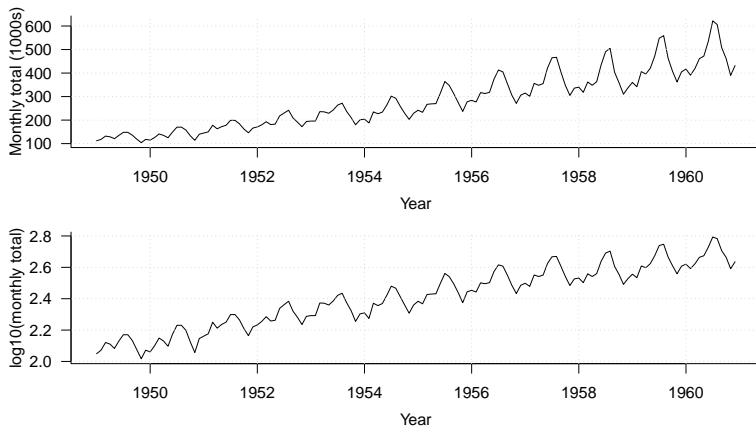 Monthly total (1000s)
600
500
400
300
200
100
1950 1952 1954 1956 1958 1960
Year
log10(monthly total)
2.8
2.6
2.4
2.2
2.0
1950 1952 1954 1956 1958 1960
Year